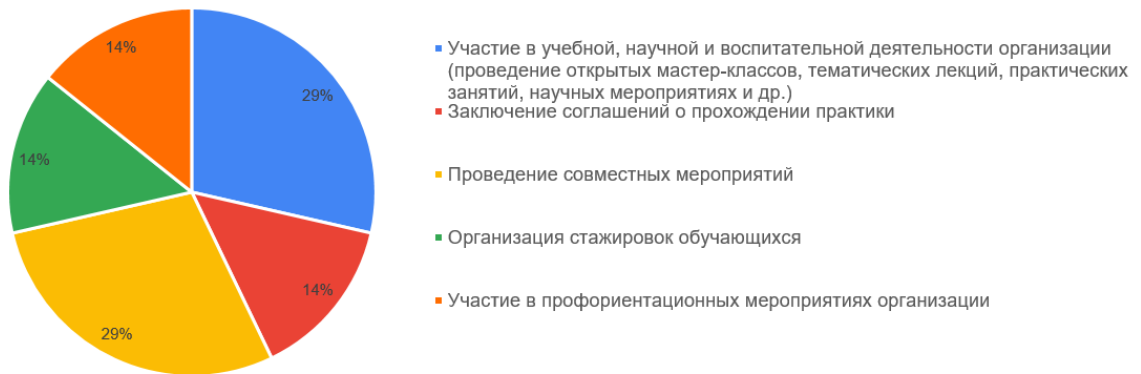 14%
29%
14%
14%
29%
Участие в учебной, научной и воспитательной деятельности организации
(проведение открытых мастер-классов, тематических лекций, практических
занятий, научных мероприятиях и др.)
Заключение соглашений о прохождении практики
Проведение совместных мероприятий
Организация стажировок обучающихся
Участие в профориентационных мероприятиях организации